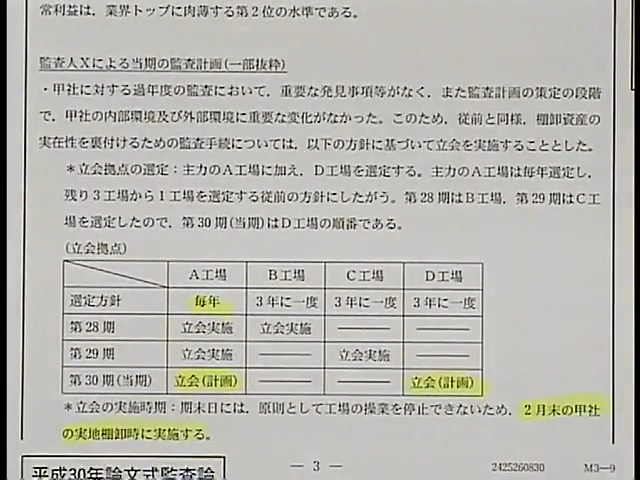 常利益は，業界トップに肉薄する第2位の水準である。
監査人Xによる当期の監査計画(一部抜粋)
・甲社に対する過年度の監査において，重要な発見事項等がなく，また監査計画の策定の段階
で，甲社の内部環境及び外部環境に重要な変化がなかった。このため，従前と同様，棚卸資産の
実在性を裏付けるための監査手続については，以下の方針に基づいて立会を実施することとした。
＊立会拠点の選定：主力のA工場に加え，D工場を選定する。主力のA工場は毎年選定し，
残り3工場から1工場を選定する従前の方針にしたがう。第28期はB工場，第29期はC工
場を選定したので，第30期(当期)はD工場の順番である。
(立会拠点)
A工場 B工場 C工場 D工場
選定方針 毎年 3年に一度 3年に一度 3年に一度
第28期 立会実施 立会実施 ―― ――
第29期 立会実施 ―― 立会実施 ――
第30期(当期) 立会(計画) ―― ―― 立会(計画)
＊立会の実施時期：期末日には，原則として工場の操業を停止できないため，2月末の甲社
の実地棚卸時に実施する。
平成30年論文式監査論
― 3 ―
2425260830 M3―9